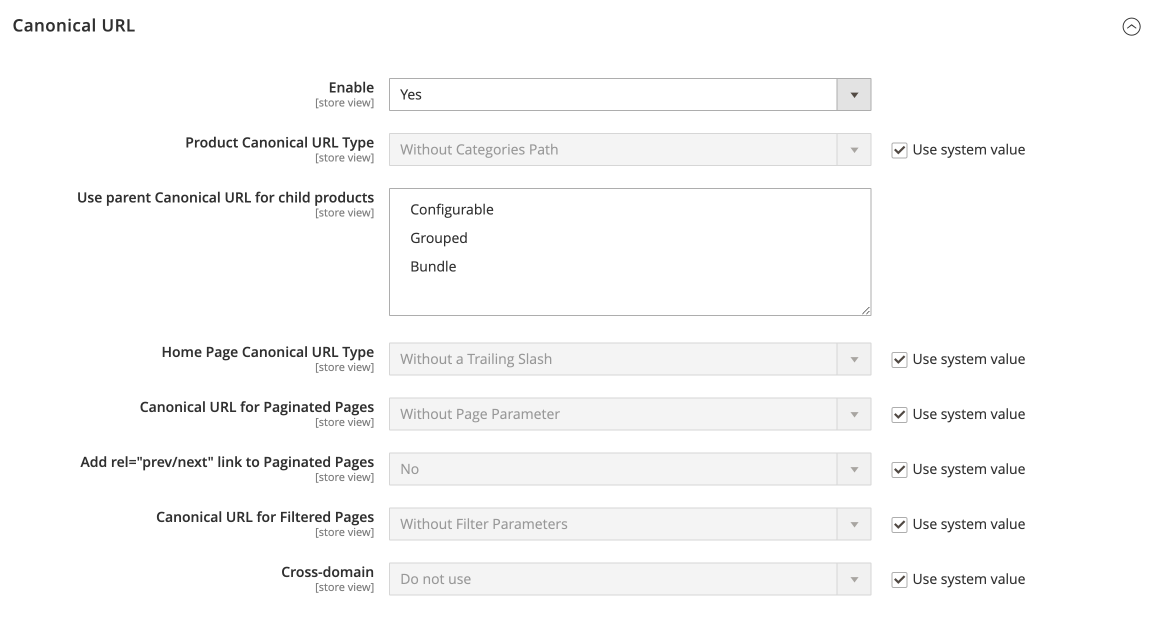 Canonical URL
Enable
[store view]
Yes
Product Canonical URL Type
[store view]
Without Categories Path
Use system value
Use parent Canonical URL for child products
[store view]
Configurable
Grouped
Bundle
Home Page Canonical URL Type
[store view]
Without a Trailing Slash
Use system value
Canonical URL for Paginated Pages
[store view]
Without Page Parameter
Use system value
Add rel="prev/next" link to Paginated Pages
[store view]
No
Use system value
Canonical URL for Filtered Pages
[store view]
Without Filter Parameters
Use system value
Cross-domain
[store view]
Do not use
Use system value